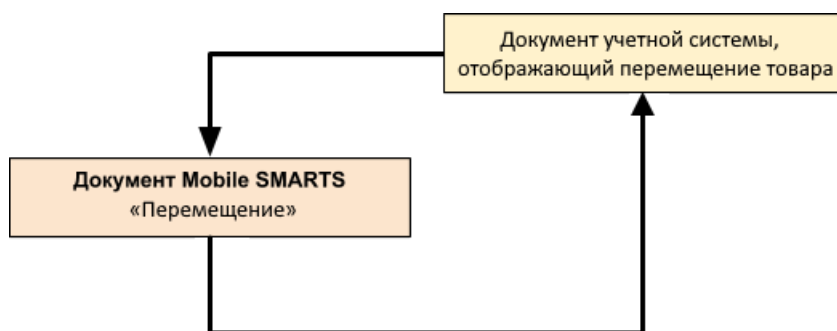 Документ учетной системы,
отображающий перемещение товара
Документ Mobile SMARTS
«Перемещение»